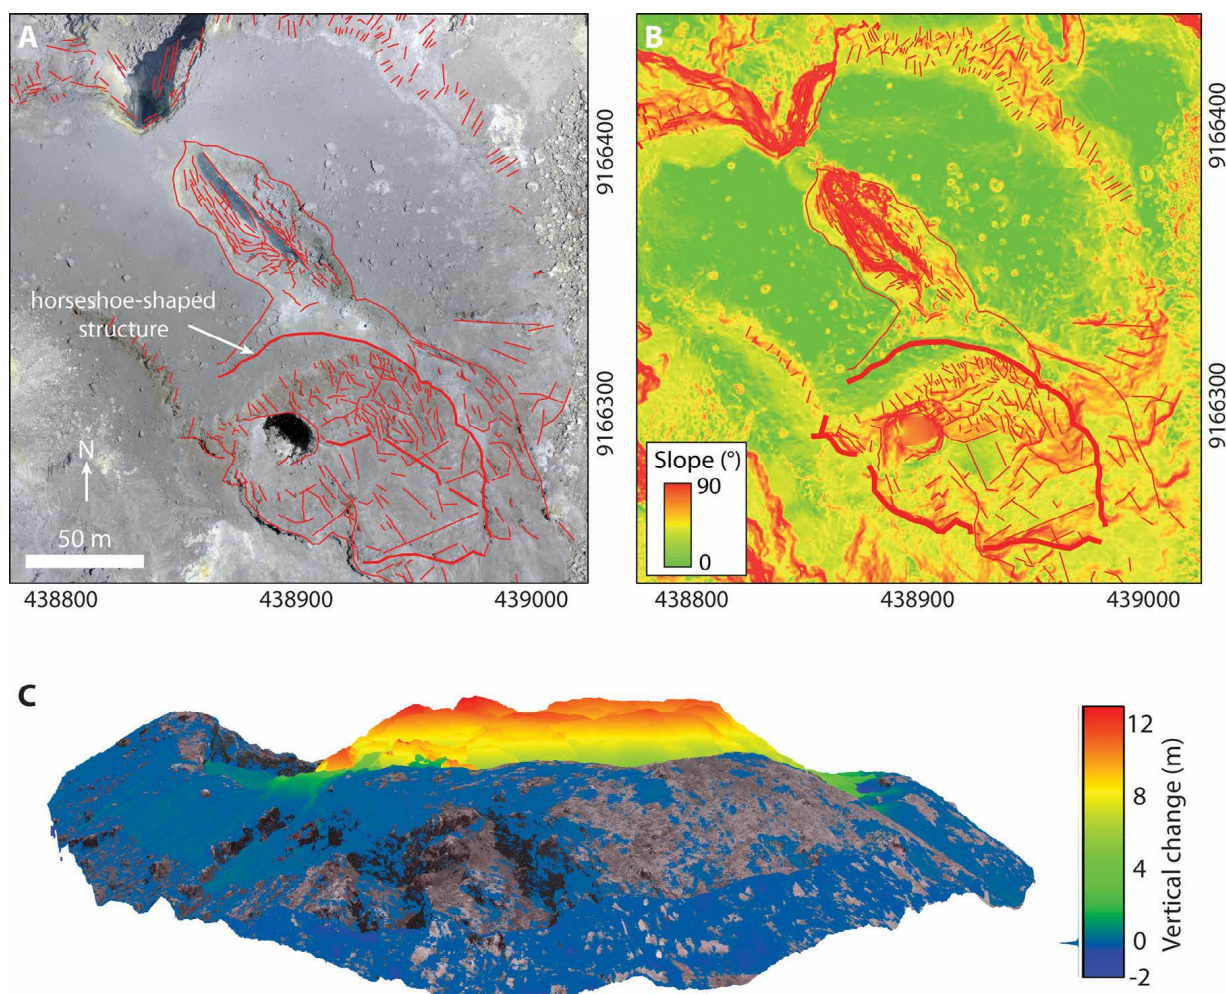 A
horseshoe-shaped
structure
N
50 m
438800
438900
439000
9166400
9166300
B
Slope (°)
90
0
438800
438900
439000
9166400
9166300
C
12
8
4
0
-2
Vertical change (m)